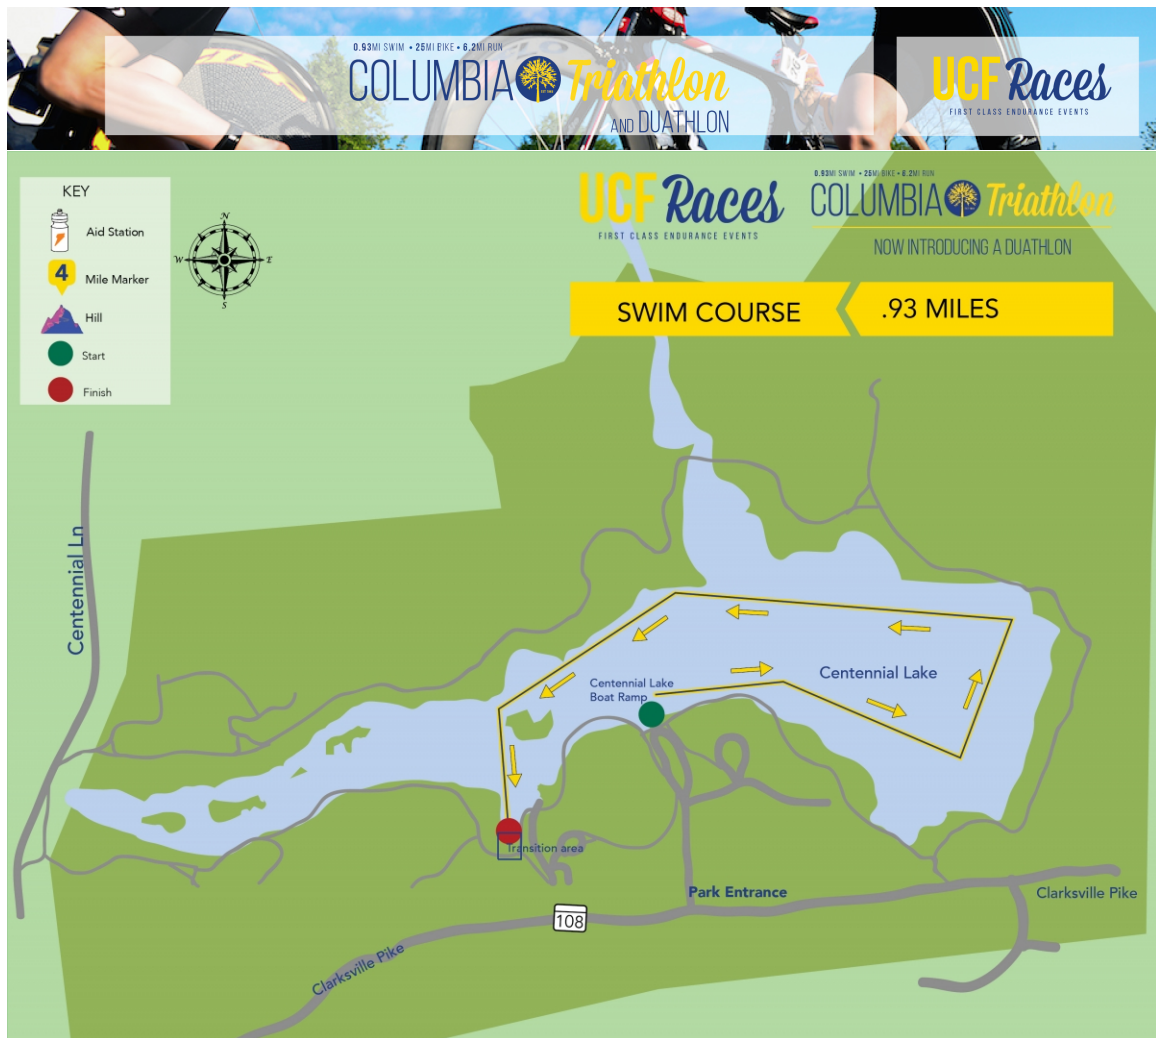 0.93MI SWIM • 25MI BIKE • 6.2MI RUN
COLUMBIA Triathlon
AND DUATHLON
UCF Races
FIRST CLASS ENDURANCE EVENTS
KEY
Aid Station
4
Mile Marker
Hill
Start
Finish
N
W
E
S
UCF Races
FIRST CLASS ENDURANCE EVENTS
0.93MI SWIM • 25MI BIKE • 6.2MI RUN
COLUMBIA Triathlon
NOW INTRODUCING A DUATHLON
SWIM COURSE
.93 MILES
Centennial Ln
Centennial Lake
Boat Ramp
Centennial Lake
Transition area
Park Entrance
108
Clarksville Pike
Clarksville Pike